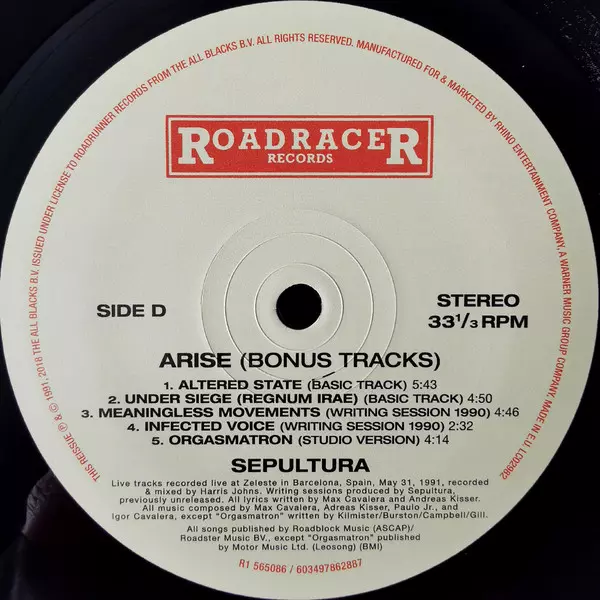 THIS REISSUE ℗ & © 1991, 2018 THE ALL BLACKS B.V. ISSUED UNDER LICENSE TO ROADRUNNER RECORDS FROM THE ALL BLACKS B.V. ALL RIGHTS RESERVED. MANUFACTURED FOR & MARKETED BY RHINO ENTERTAINMENT COMPANY, A WARNER MUSIC GROUP COMPANY. MADE IN E.U. LC02982
ROADRACER
RECORDS
SIDE D
STEREO
33¹/₃ RPM
ARISE (BONUS TRACKS)
1. ALTERED STATE (BASIC TRACK) 5:43
2. UNDER SIEGE (REGNUM IRAE) (BASIC TRACK) 4:50
3. MEANINGLESS MOVEMENTS (WRITING SESSION 1990) 4:46
4. INFECTED VOICE (WRITING SESSION 1990) 2:32
5. ORGASMATRON (STUDIO VERSION) 4:14
SEPULTURA
Live tracks recorded live at Zeleste in Barcelona, Spain, May 31, 1991, recorded
& mixed by Harris Johns. Writing sessions produced by Sepultura,
previously unreleased. All lyrics written by Max Cavalera and Andreas Kisser.
All music composed by Max Cavalera, Adreas Kisser, Paulo Jr., and
Igor Cavalera, except "Orgasmatron" written by Kilmister/Burston/Campbell/Gill.
All songs published by Roadblock Music (ASCAP)/
Roadster Music BV., except "Orgasmatron" published
by Motor Music Ltd. (Leosong) (BMI)
R1 565086 / 603497862887